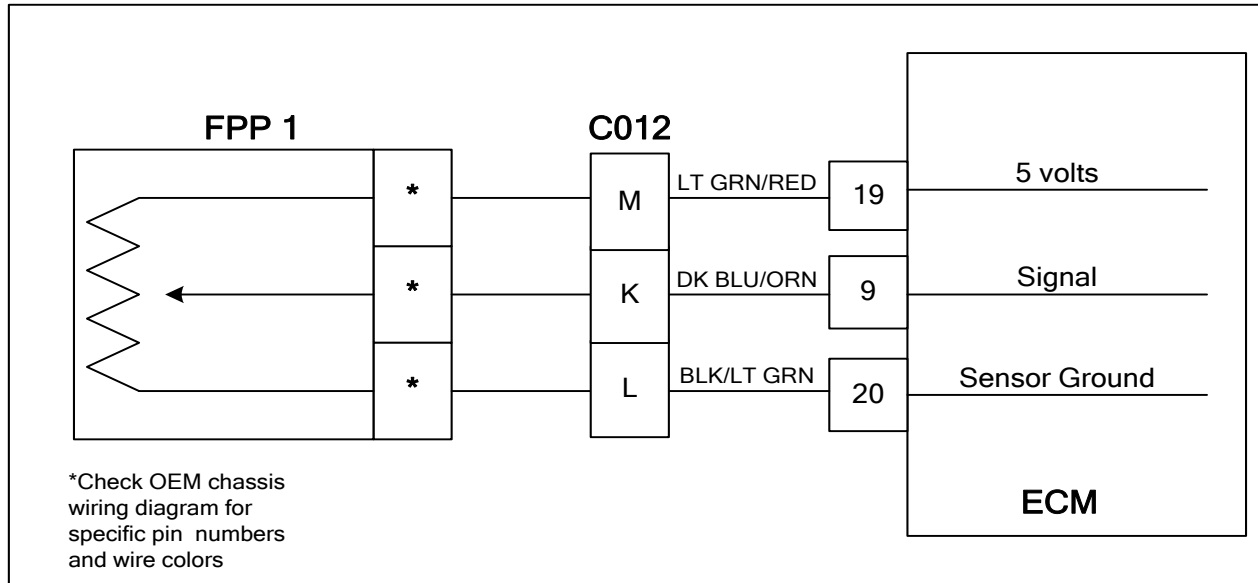 FPP 1
C012
*
M
LT GRN/RED
19
5 volts
*
K
DK BLU/ORN
9
Signal
*
L
BLK/LT GRN
20
Sensor Ground
*Check OEM chassis
wiring diagram for
specific pin numbers
and wire colors
ECM